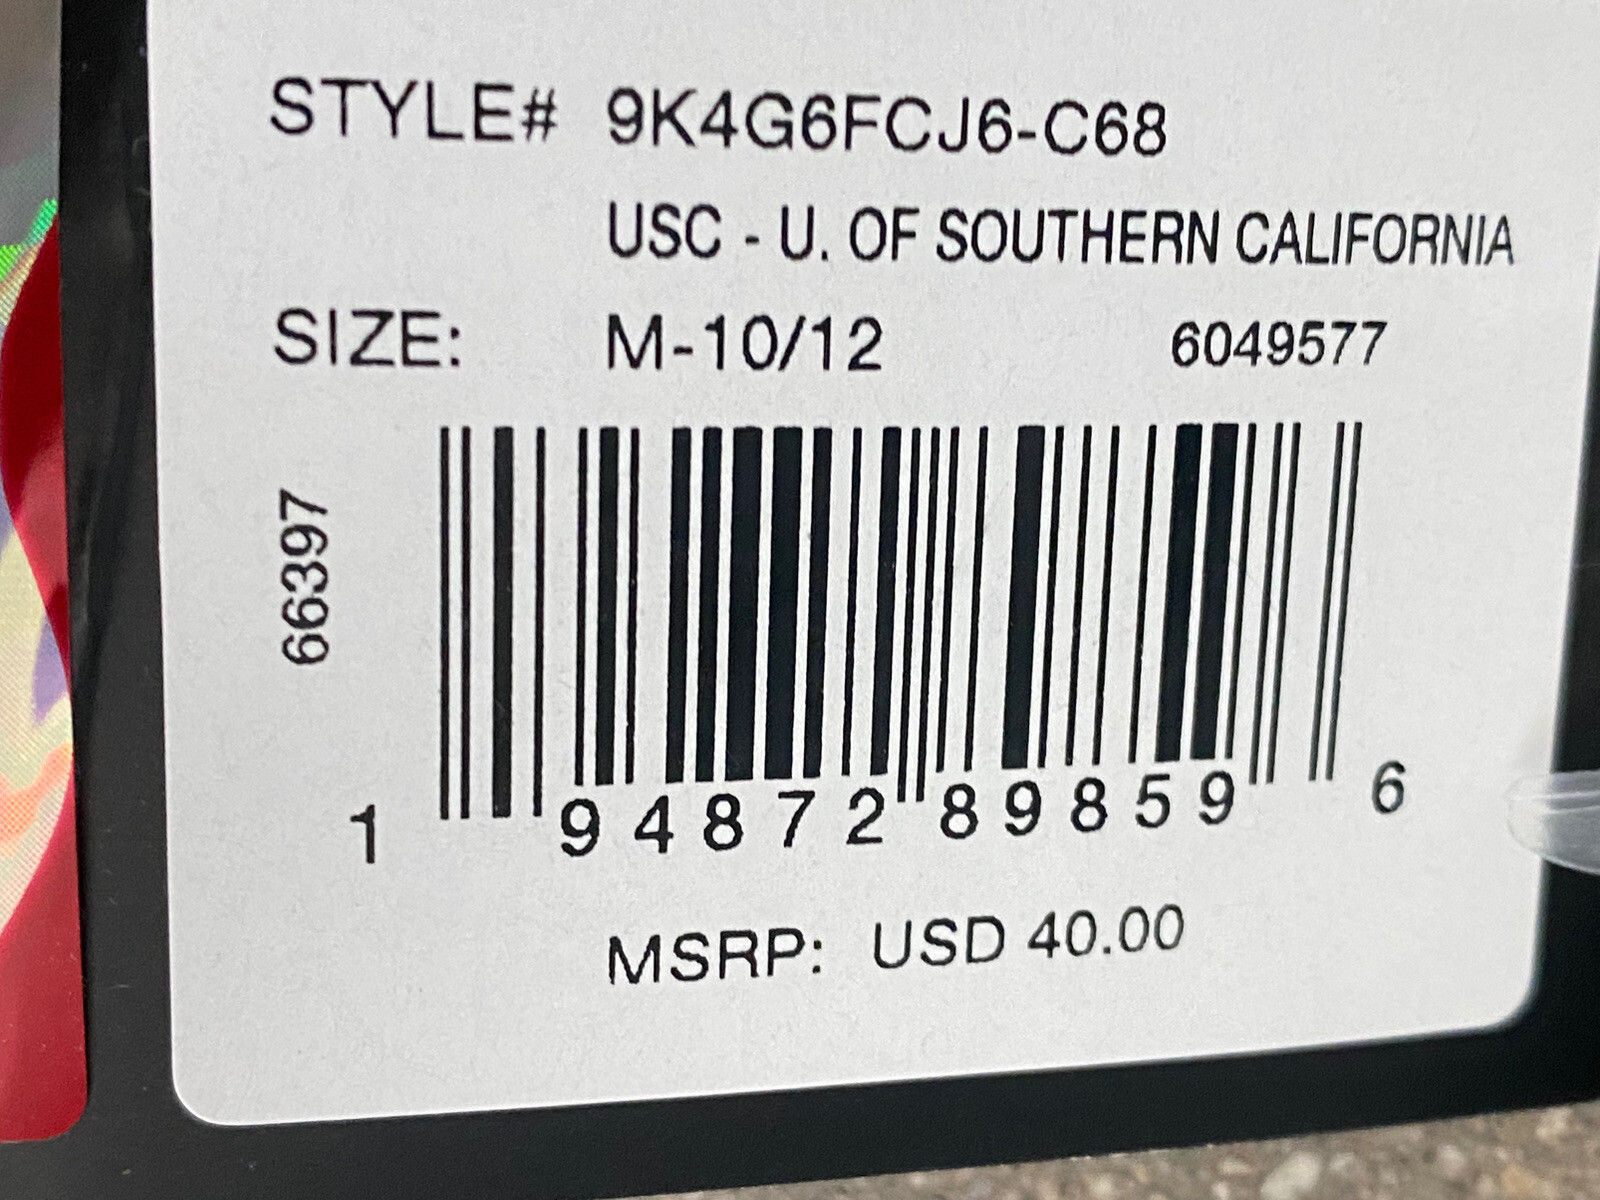 STYLE# 9K4G6FCJ6-C68
USC - U. OF SOUTHERN CALIFORNIA
SIZE: M-10/12 6049577
66397
1 94872 89859 6
MSRP: USD 40.00